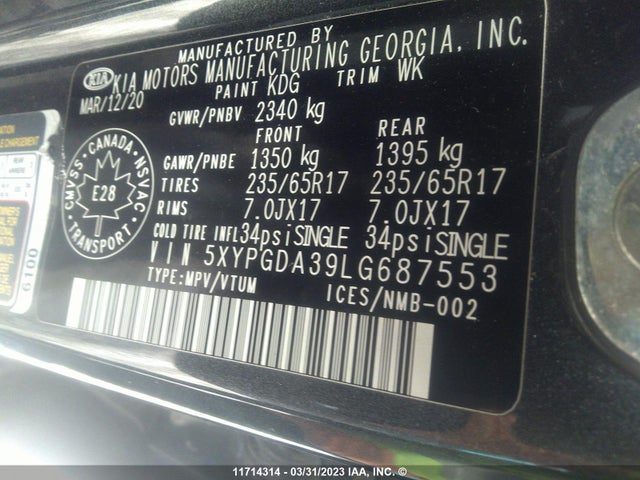 MANUFACTURED BY
KIA KIA MOTORS MANUFACTURING GEORGIA, INC.
MAR/12/20 PAINT KDG TRIM WK
GVWR/PNBV 2340 kg
FRONT REAR
GAWR/PNBE 1350 kg 1395 kg
TIRES 235/65R17 235/65R17
RIMS 7.0JX17 7.0JX17
COLD TIRE INFL 34psiSINGLE 34psiSINGLE
VIN 5XYPGDA39LG687553
TYPE:MPV/VTUM ICES/NMB-002
CANADA
CMVSS NSVAC
E28
TRANSPORT
6100
11714314 - 03/31/2023 IAA, INC. ©